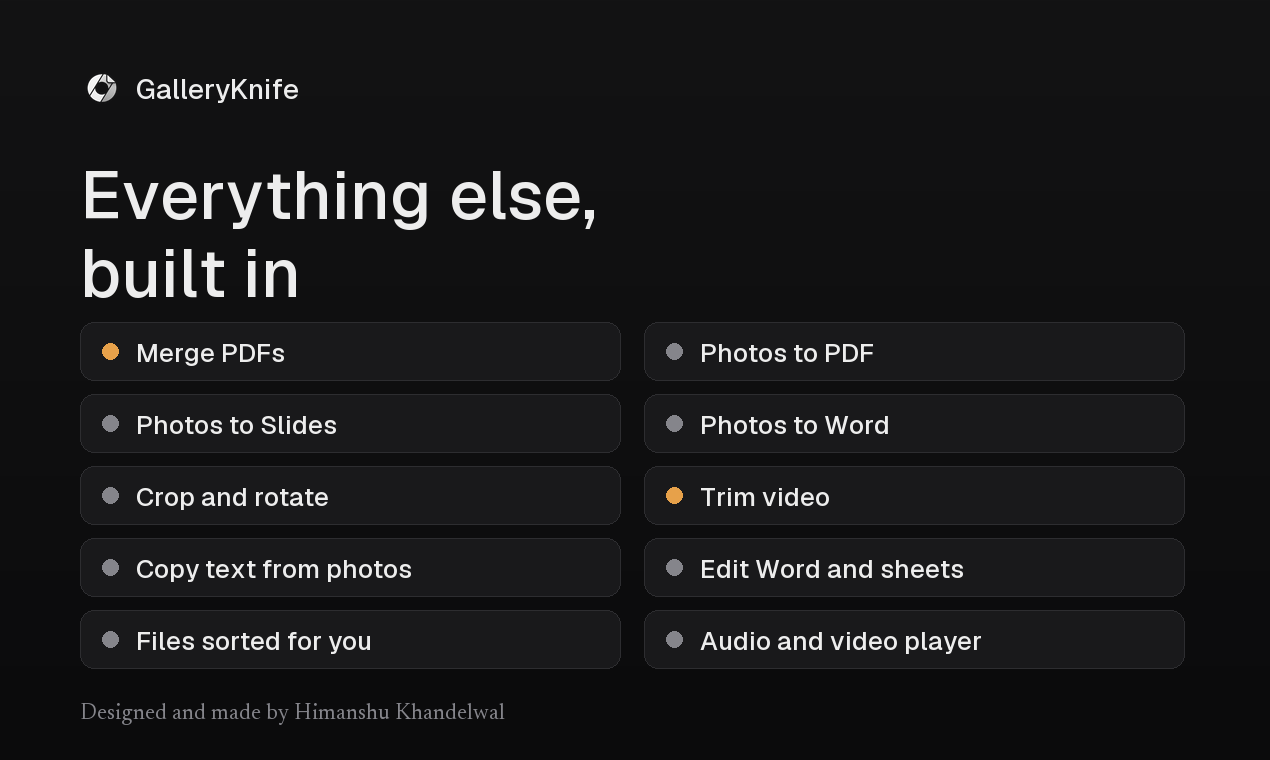 GalleryKnife
Everything else,
built in
Merge PDFs
Photos to PDF
Photos to Slides
Photos to Word
Crop and rotate
Trim video
Copy text from photos
Edit Word and sheets
Files sorted for you
Audio and video player
Designed and made by Himanshu Khandelwal